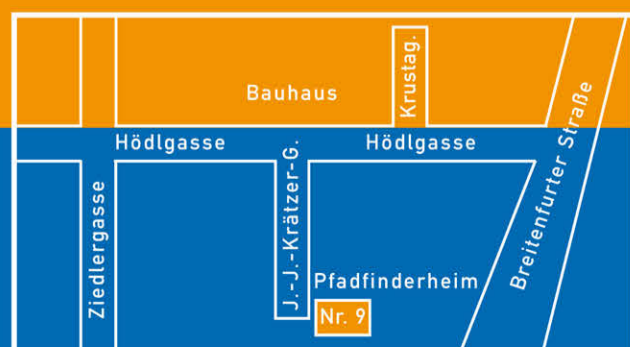 Krustag.
Bauhaus
Breitenfurter Straße
Hödlgasse
Hödlgasse
Ziedlergasse
J.-J.-Krätzer-G.
Pfadfinderheim
Nr. 9